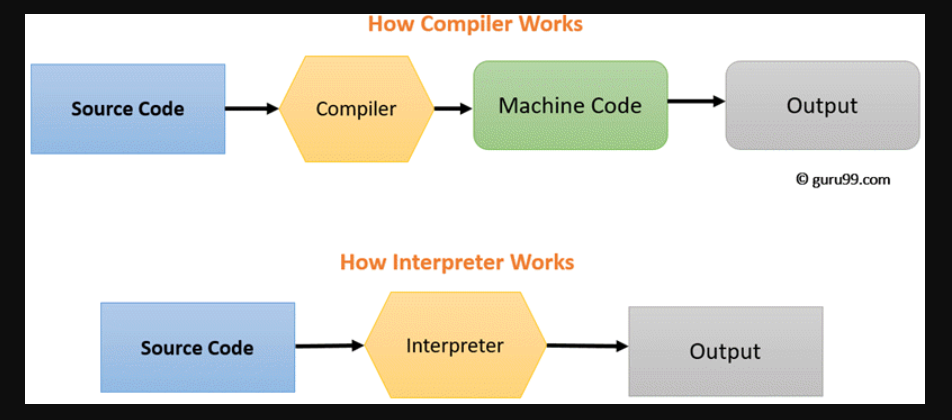 How Compiler Works
Source Code
Compiler
Machine Code
Output
© guru99.com
How Interpreter Works
Source Code
Interpreter
Output